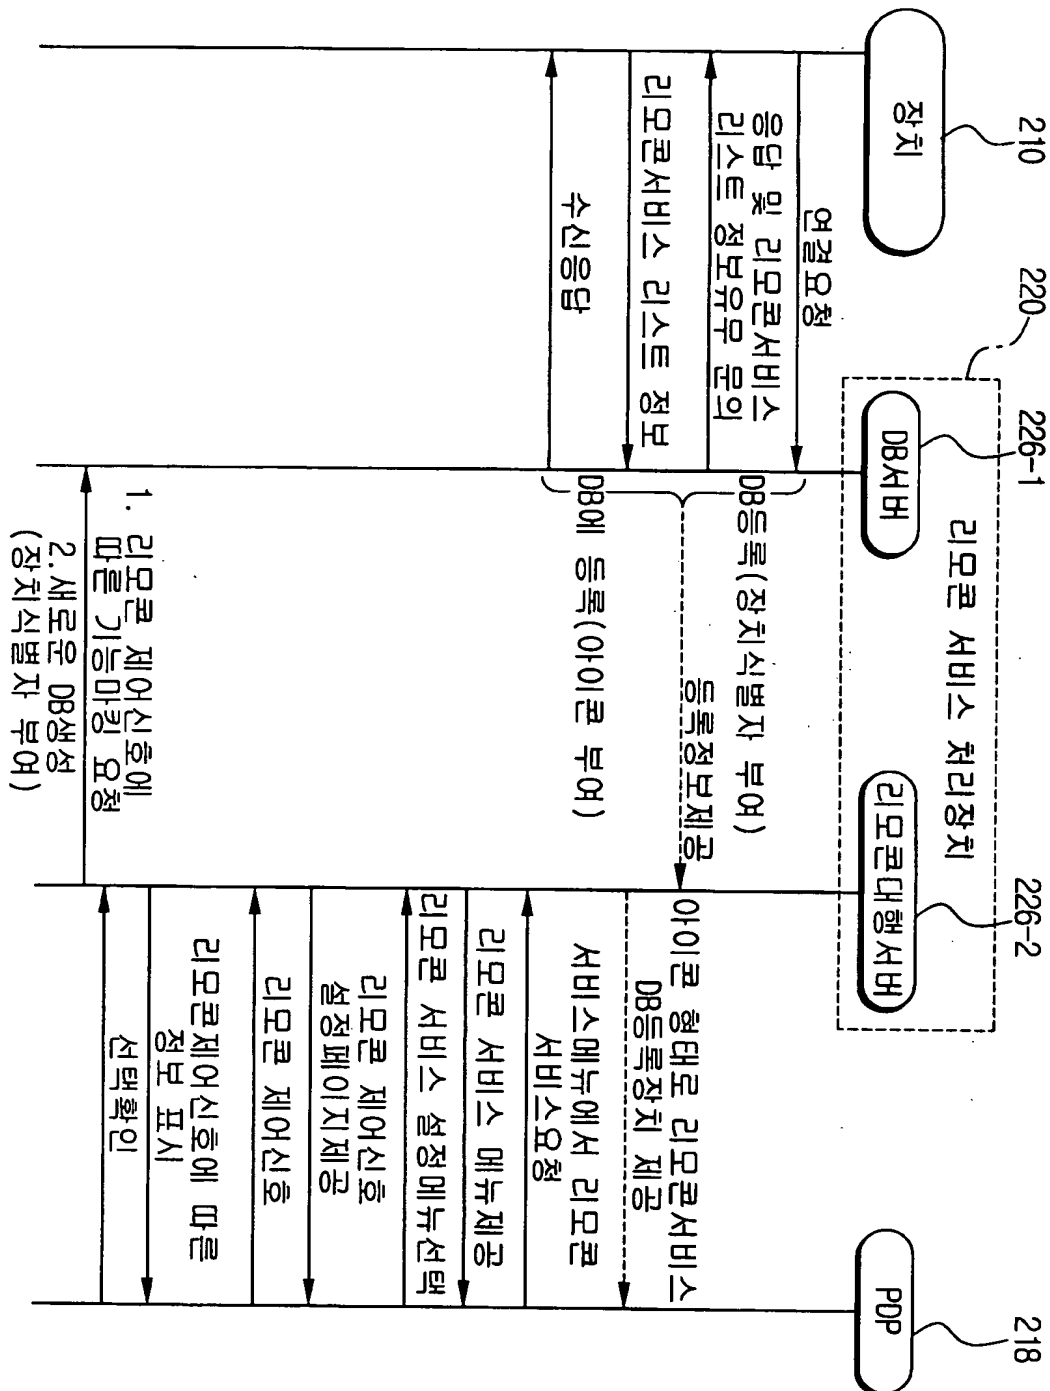 210
220
226-1
226-2
218
리모콘 서비스 처리장치
장치
DB서버
리모콘대행서버
PDP
연결요청
DB등록(장치식별자 부여)
응답 및 리모콘서비스
리스트 정보유무 문의
등록정보제공
아이콘 형태로 리모콘서비스
DB등록장치 제공
리모콘서비스 리스트 정보
DB에 등록(아이콘 부여)
수신응답
서비스메뉴에서 리모콘
서비스요청
리모콘 서비스 메뉴제공
리모콘 서비스 설정메뉴선택
리모콘 제어신호
설정페이지제공
리모콘 제어신호
리모콘제어신호에 따른
정보 표시
선택확인
1. 리모콘 제어신호에
따른 기능마킹 요청
2.새로운 DB생성
(장치식별자 부여)